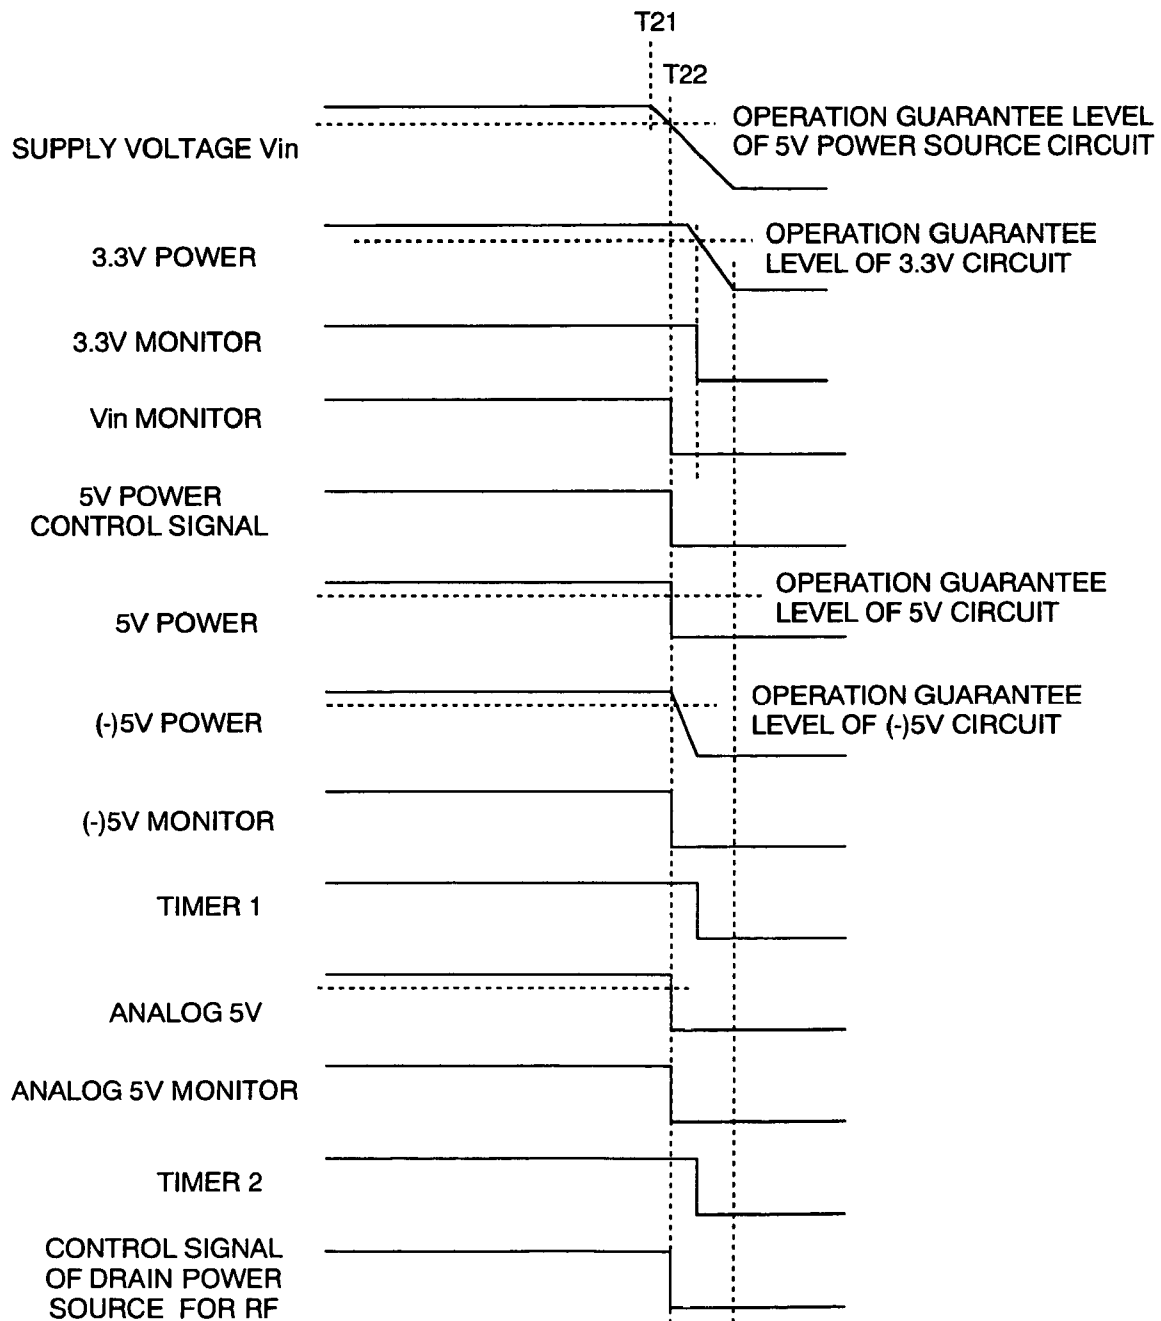 T21
T22
SUPPLY VOLTAGE Vin
OPERATION GUARANTEE LEVEL
OF 5V POWER SOURCE CIRCUIT
3.3V POWER
OPERATION GUARANTEE
LEVEL OF 3.3V CIRCUIT
3.3V MONITOR
Vin MONITOR
5V POWER
CONTROL SIGNAL
5V POWER
OPERATION GUARANTEE
LEVEL OF 5V CIRCUIT
(-)5V POWER
OPERATION GUARANTEE
LEVEL OF (-)5V CIRCUIT
(-)5V MONITOR
TIMER 1
ANALOG 5V
ANALOG 5V MONITOR
TIMER 2
CONTROL SIGNAL
OF DRAIN POWER
SOURCE FOR RF